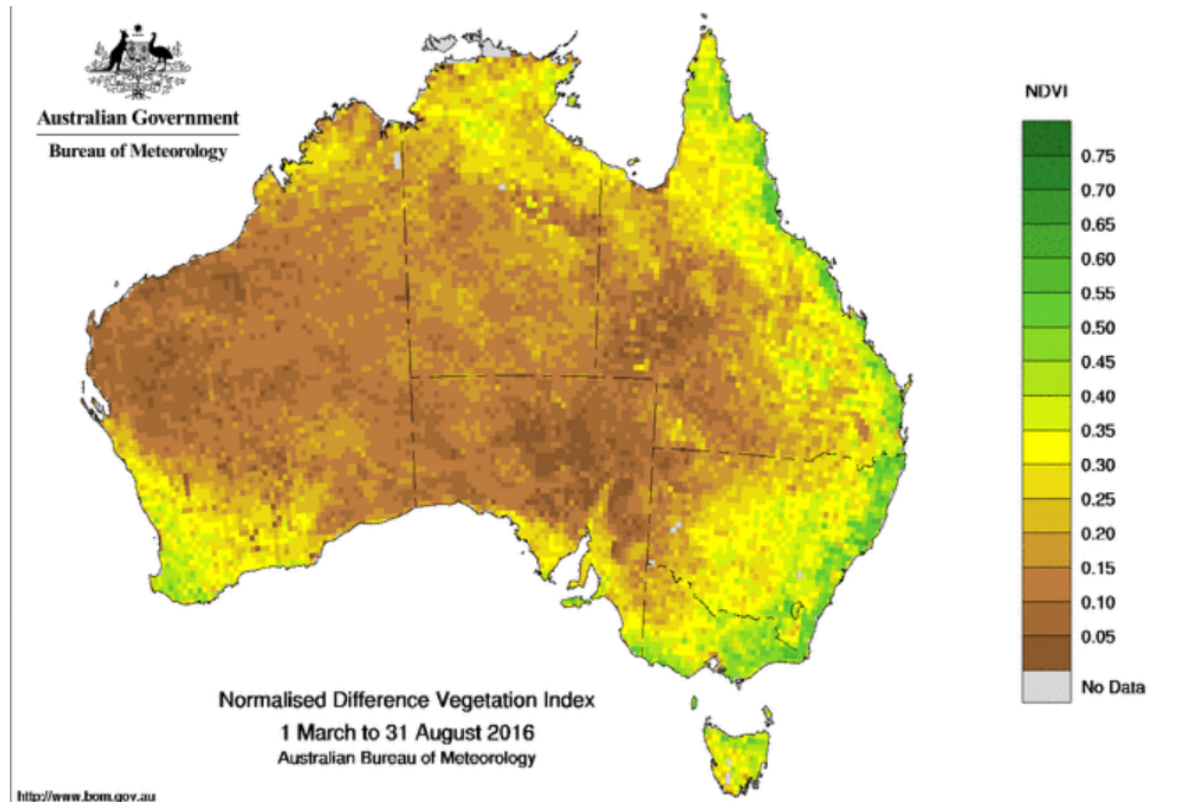 Australian Government
Bureau of Meteorology
NDVI
0.75
0.70
0.65
0.60
0.55
0.50
0.45
0.40
0.35
0.30
0.25
0.20
0.15
0.10
0.05
No Data
Normalised Difference Vegetation Index
1 March to 31 August 2016
Australian Bureau of Meteorology
http://www.bom.gov.au